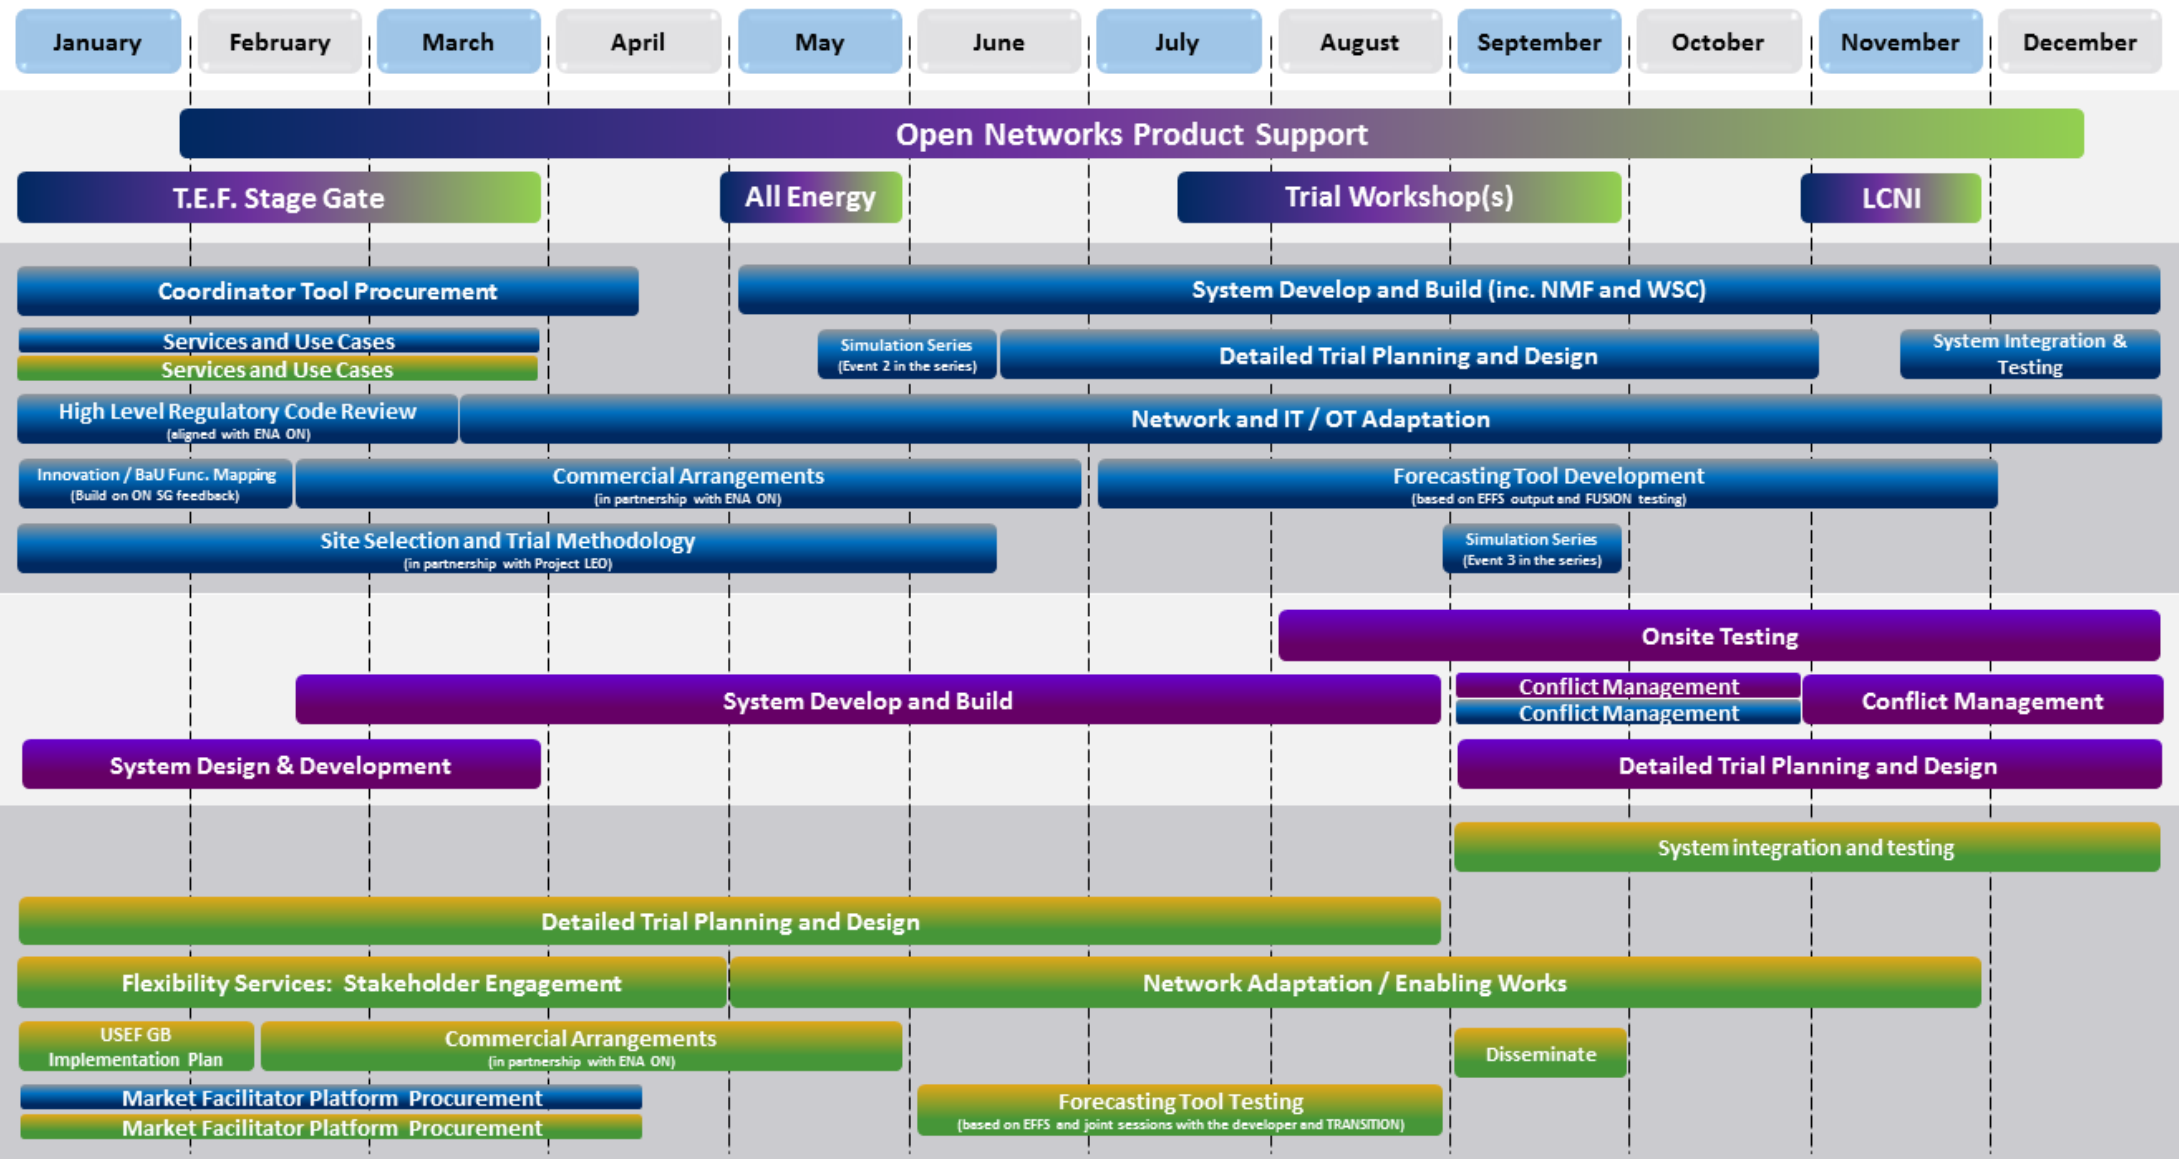 January February March April May June July August September October November December
Open Networks Product Support
T.E.F. Stage Gate
All Energy
Trial Workshop(s)
LCNI
Coordinator Tool Procurement
System Develop and Build (inc. NMF and WSC)
Services and Use Cases
Services and Use Cases
Simulation Series
(Event 2 in the series)
Detailed Trial Planning and Design
System Integration &
Testing
High Level Regulatory Code Review
(aligned with ENA ON)
Network and IT / OT Adaptation
Innovation / BaU Func. Mapping
(Build on ON SG feedback)
Commercial Arrangements
(in partnership with ENA ON)
Forecasting Tool Development
(based on EFFS output and FUSION testing)
Site Selection and Trial Methodology
(in partnership with Project LEO)
Simulation Series
(Event 3 in the series)
Onsite Testing
System Develop and Build
Conflict Management
Conflict Management
Conflict Management
System Design & Development
Detailed Trial Planning and Design
System integration and testing
Detailed Trial Planning and Design
Flexibility Services: Stakeholder Engagement
Network Adaptation / Enabling Works
USEF GB
Implementation Plan
Commercial Arrangements
(in partnership with ENA ON)
Disseminate
Market Facilitator Platform Procurement
Market Facilitator Platform Procurement
Forecasting Tool Testing
(based on EFFS and joint sessions with the developer and TRANSITION)